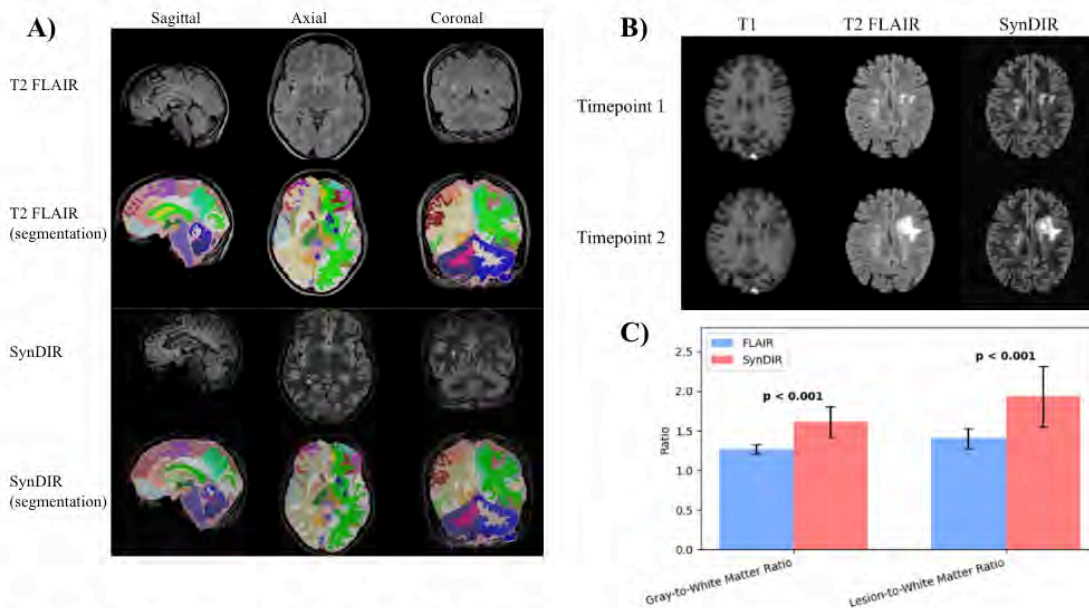 A)
Sagittal Axial Coronal
T2 FLAIR
T2 FLAIR
(segmentation)
SynDIR
SynDIR
(segmentation)
B)
T1 T2 FLAIR SynDIR
Timepoint 1
Timepoint 2
C)
FLAIR
SynDIR
p < 0.001
p < 0.001
Ratio
2.5
2.0
1.5
1.0
0.5
0.0
Gray-to-White Matter Ratio
Lesion-to-White Matter Ratio